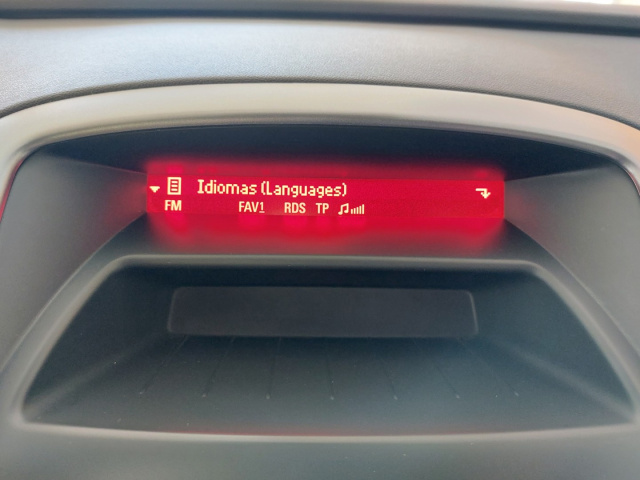 Idiomas (Languages)
FM FAV1 RDS TP